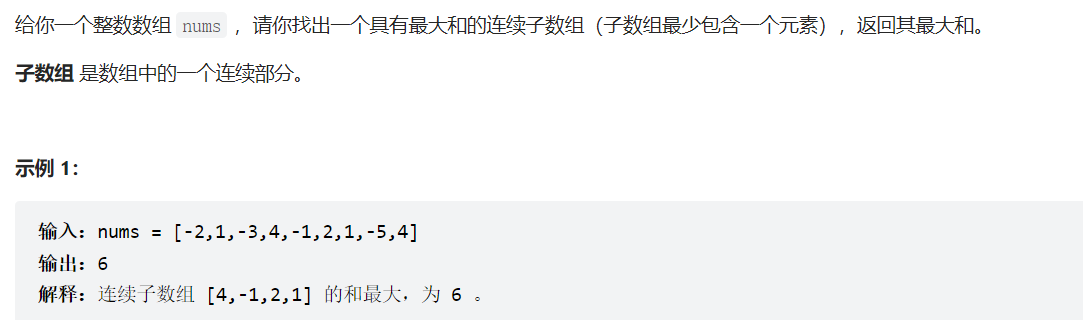 给你一个整数数组 nums ，请你找出一个具有最大和的连续子数组（子数组最少包含一个元素），返回其最大和。
子数组 是数组中的一个连续部分。
示例 1：
输入：nums = [-2,1,-3,4,-1,2,1,-5,4]
输出：6
解释：连续子数组 [4,-1,2,1] 的和最大，为 6 。